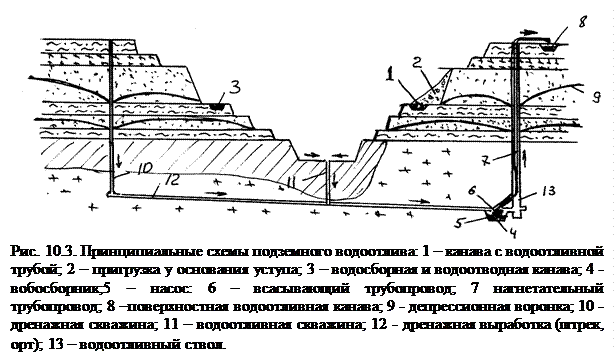 8
2
1
3
9
7
10
11
12
6
13
5
4
Рис. 10.3. Принципиальные схемы подземного водоотлива: 1 – канава с водоотливной
трубой; 2 – пригрузка у основания уступа; 3 – водосборная и водоотводная канава; 4 -
вобосборник;5 – насос: 6 – всасывающий трубопровод; 7 нагнетательный
трубопровод; 8 –поверхностная водоотливная канава; 9 - депрессионная воронка; 10 -
дренажная скважина; 11 – водоотливная скважина; 12 - дренажная выработка (штрек,
орт); 13 – водоотливный ствол.